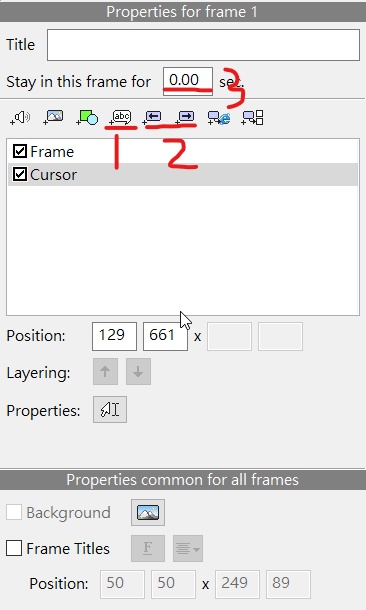 Properties for frame 1
Title
Stay in this frame for 0.00 sec.
3
abc
1 2
Frame
Cursor
Position: 129 661 x
Layering:
Properties:
Properties common for all frames
Background
Frame Titles F
Position: 50 50 x 249 89